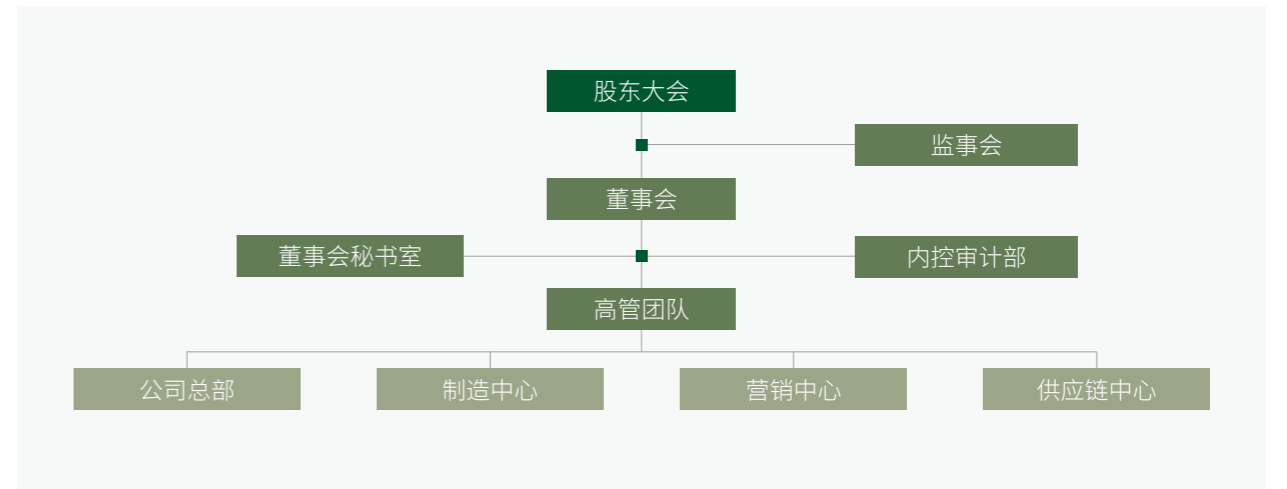 股东大会
监事会
董事会
董事会秘书室
内控审计部
高管团队
公司总部
制造中心
营销中心
供应链中心